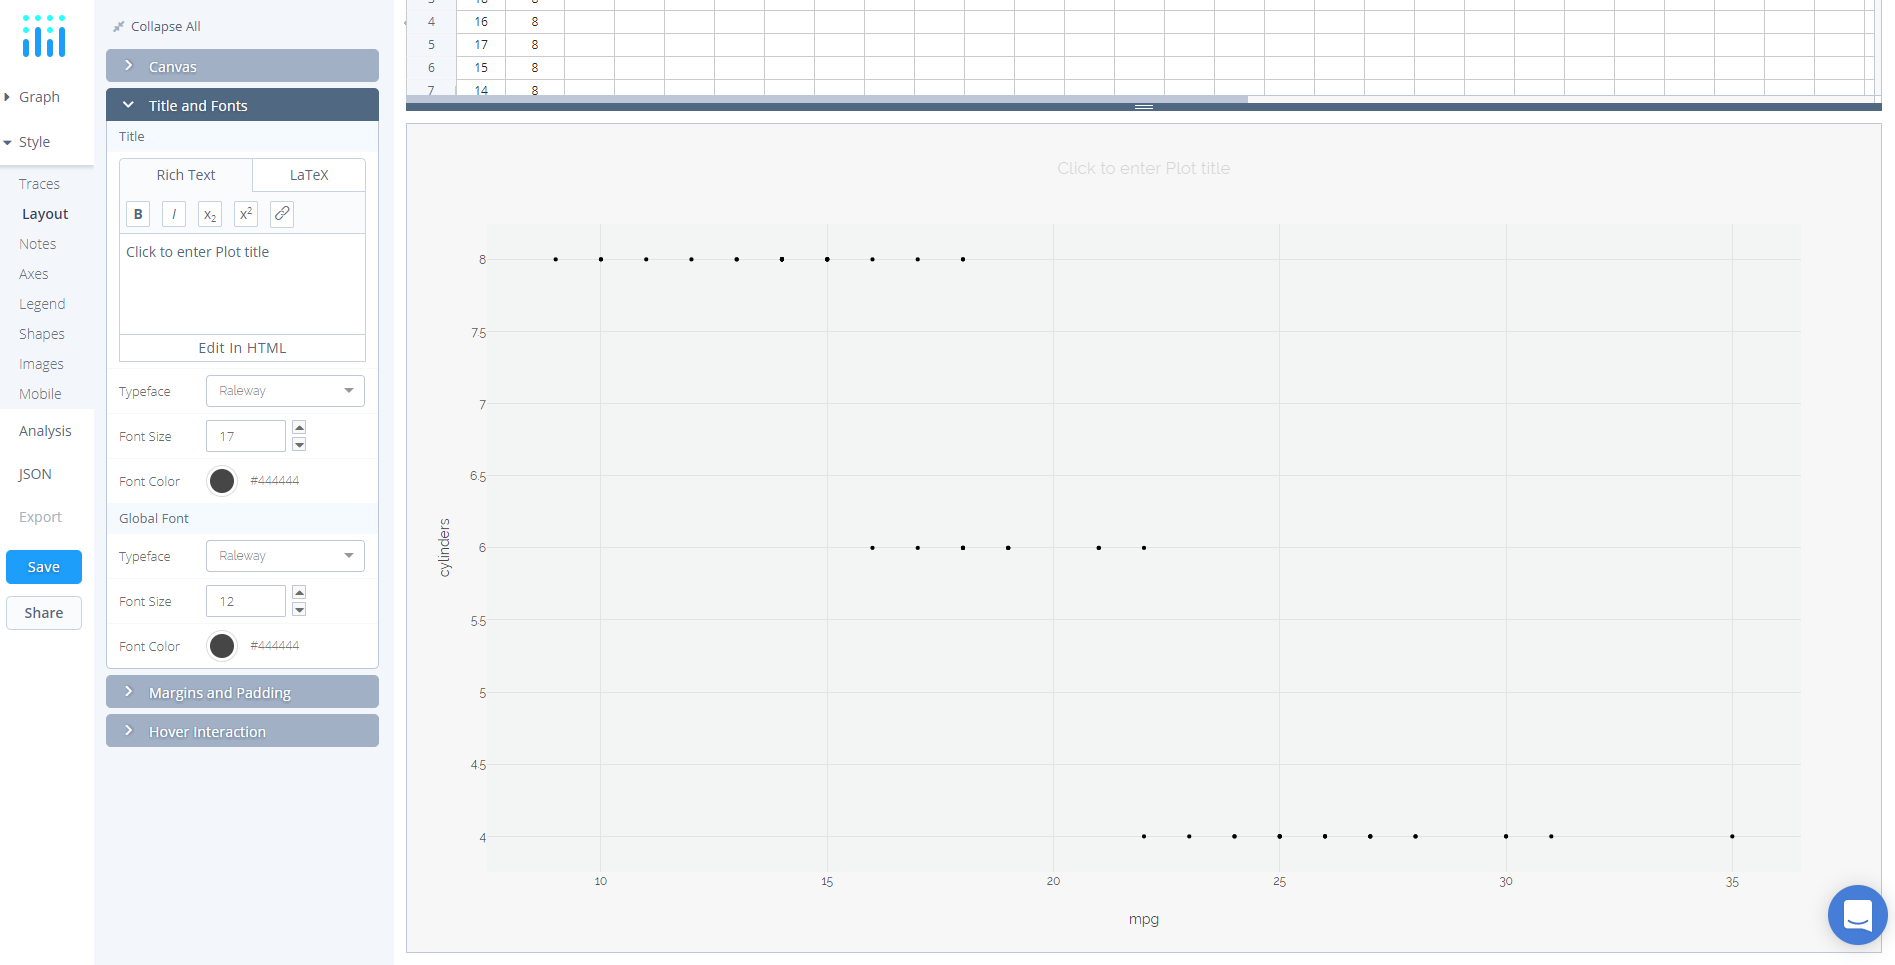 Collapse All
Canvas
Title and Fonts
Title
Rich Text
LaTeX
B
I
x2
x2
Click to enter Plot title
Edit In HTML
Typeface
Raleway
Font Size
17
Font Color
#444444
Global Font
Typeface
Raleway
Font Size
12
Font Color
#444444
Margins and Padding
Hover Interaction
Graph
Style
Traces
Layout
Notes
Axes
Legend
Shapes
Images
Mobile
Analysis
JSON
Export
Save
Share
4 16 8
5 17 8
6 15 8
7 14 8
Click to enter Plot title
8
7.5
7
6.5
6
5.5
5
4.5
4
cylinders
10 15 20 25 30 35
mpg